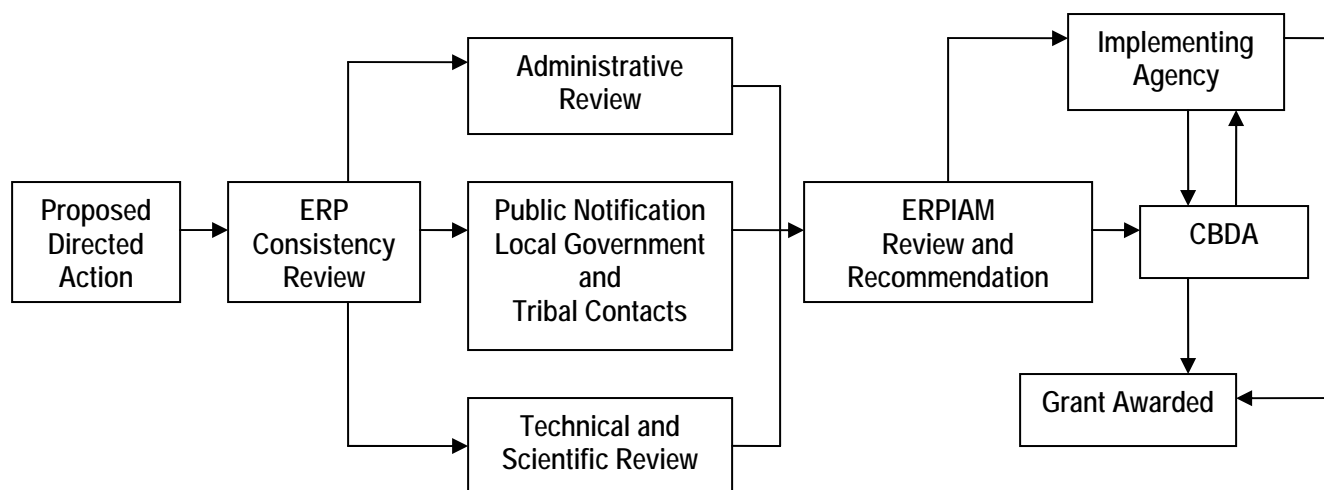 Proposed
Directed
Action
ERP
Consistency
Review
Administrative
Review
Public Notification
Local Government
and
Tribal Contacts
Technical and
Scientific Review
ERPIAM
Review and
Recommendation
Implementing
Agency
CBDA
Grant Awarded